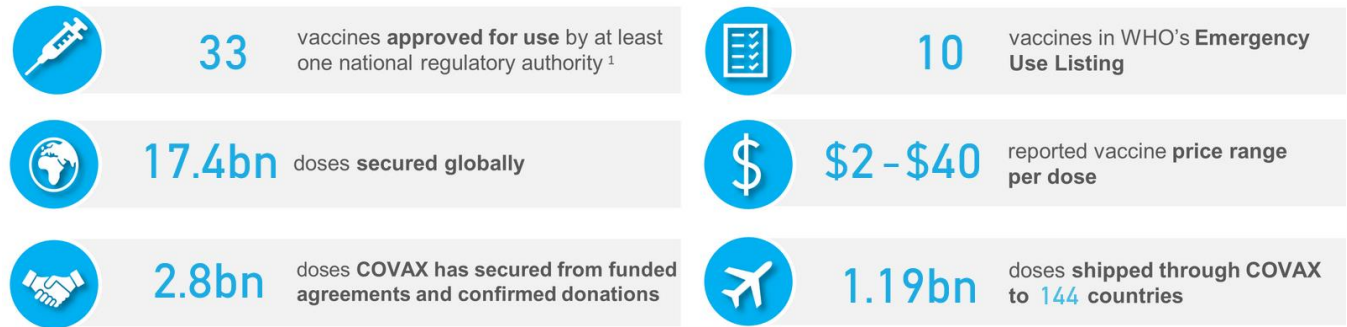 33
vaccines approved for use by at least
one national regulatory authority 1
10
vaccines in WHO's Emergency
Use Listing
17.4bn
doses secured globally
$2-$40
reported vaccine price range
per dose
2.8bn
doses COVAX has secured from funded
agreements and confirmed donations
1.19bn
doses shipped through COVAX
to 144 countries